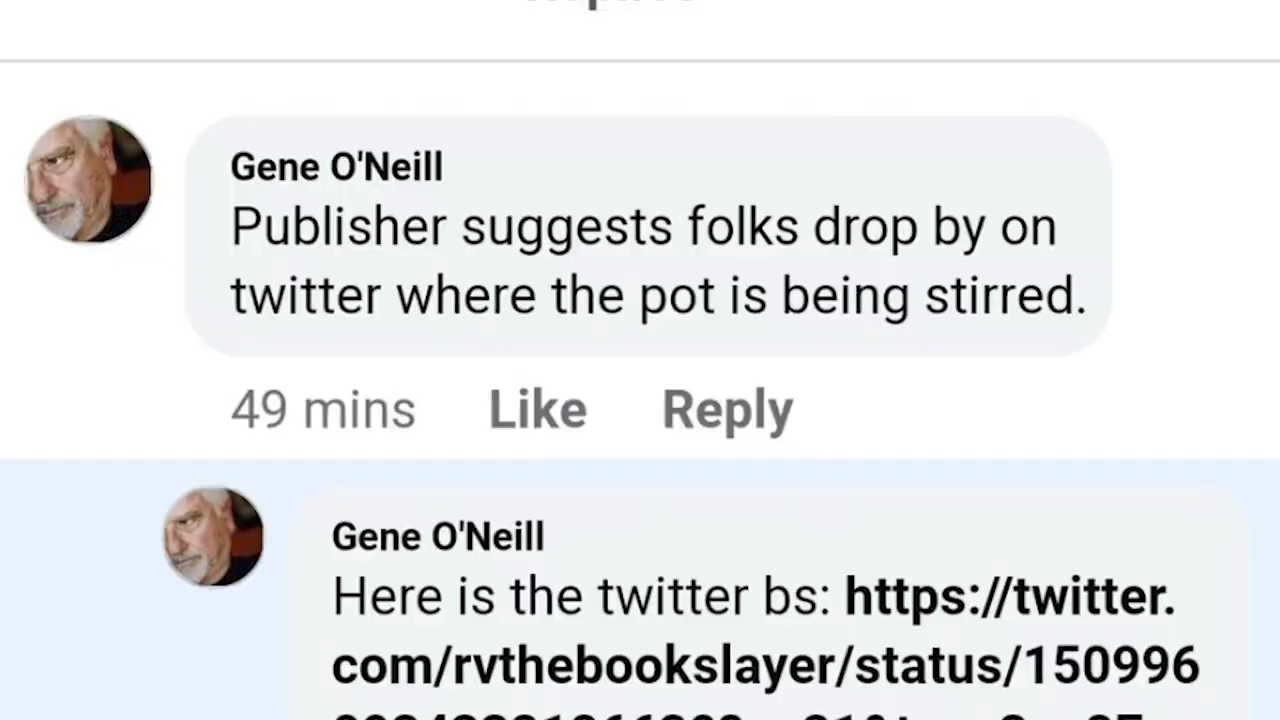 Gene O'Neill
Publisher suggests folks drop by on
twitter where the pot is being stirred.
49 mins Like Reply
Gene O'Neill
Here is the twitter bs: https://twitter.
com/rvthebookslayer/status/150996